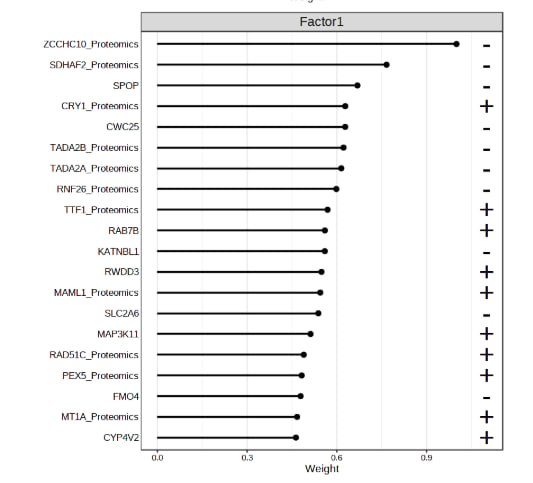 Factor1
ZCCHC10_Proteomics -
SDHAF2_Proteomics -
SPOP -
CRY1_Proteomics +
CWC25 -
TADA2B_Proteomics -
TADA2A_Proteomics -
RNF26_Proteomics -
TTF1_Proteomics +
RAB7B +
KATNBL1 -
RWDD3 +
MAML1_Proteomics +
SLC2A6 -
MAP3K11 +
RAD51C_Proteomics +
PEX5_Proteomics +
FMO4 -
MT1A_Proteomics +
CYP4V2 +
0.0 0.3 0.6 0.9
Weight